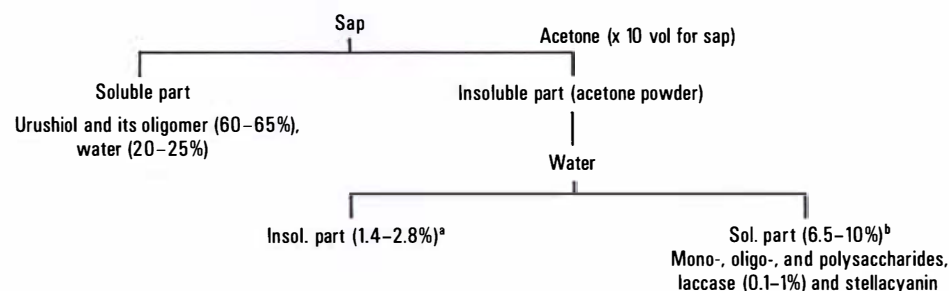 Sap
Acetone (x 10 vol for sap)
Soluble part
Urushiol and its oligomer (60–65%),
water (20–25%)
Insoluble part (acetone powder)
Water
Insol. part (1.4–2.8%)ᵃ
Sol. part (6.5–10%)ᵇ
Mono-, oligo-, and polysaccharides,
laccase (0.1–1%) and stellacyanin